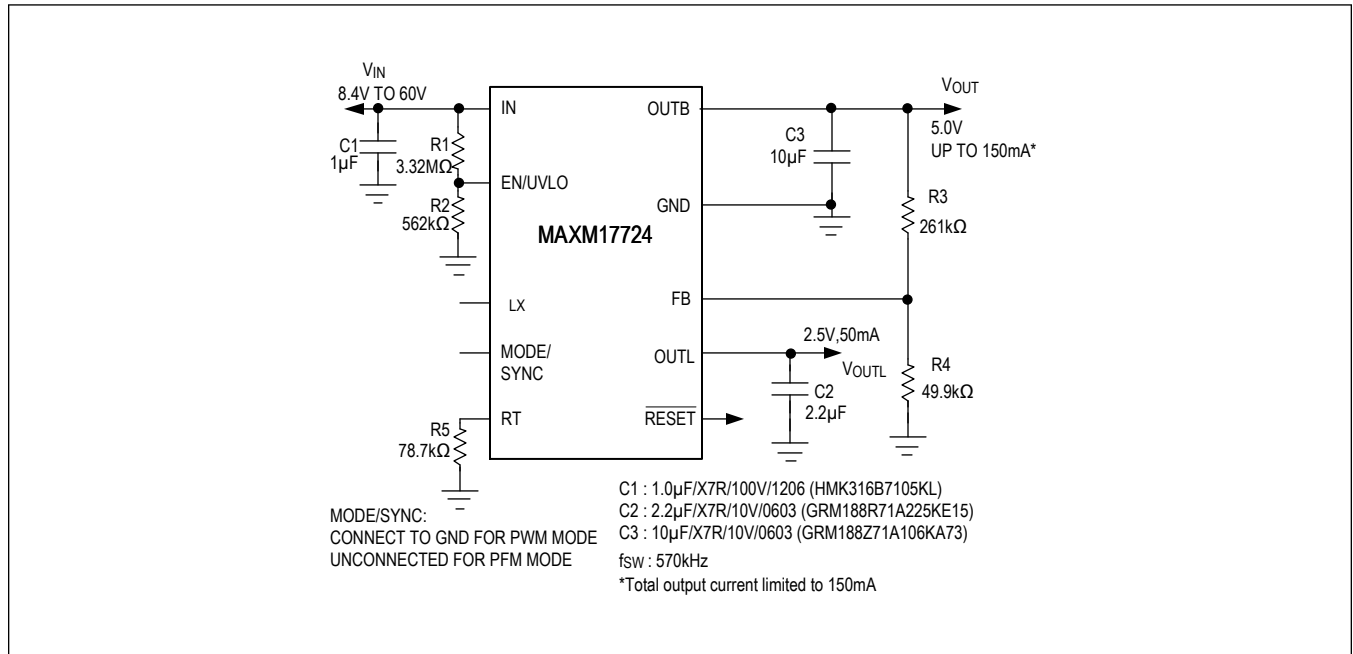 VIN
8.4V TO 60V
C1
1µF
R1
3.32MΩ
R2
562kΩ
IN
EN/UVLO
LX
MODE/
SYNC
RT
R5
78.7kΩ
MAXM17724
OUTB
GND
FB
OUTL
RESET
C3
10µF
VOUT
5.0V
UP TO 150mA*
R3
261kΩ
2.5V,50mA
VOUTL
C2
2.2µF
R4
49.9kΩ
MODE/SYNC:
CONNECT TO GND FOR PWM MODE
UNCONNECTED FOR PFM MODE
C1 : 1.0µF/X7R/100V/1206 (HMK316B7105KL)
C2 : 2.2µF/X7R/10V/0603 (GRM188R71A225KE15)
C3 : 10µF/X7R/10V/0603 (GRM188Z71A106KA73)
fSW : 570kHz
*Total output current limited to 150mA